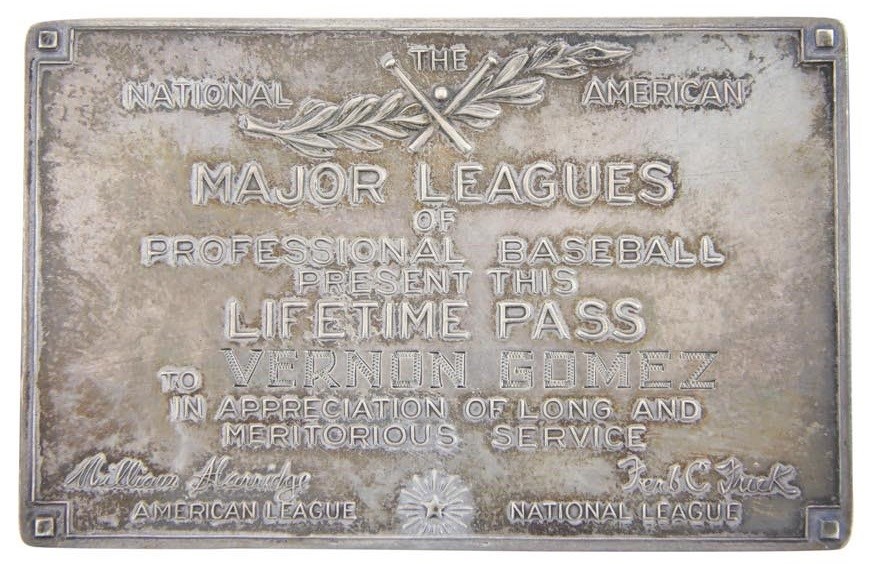 THE
NATIONAL AMERICAN
MAJOR LEAGUES
OF
PROFESSIONAL BASEBALL
PRESENT THIS
LIFETIME PASS
TO VERNON GOMEZ
IN APPRECIATION OF LONG AND
MERITORIOUS SERVICE
William Harridge Ford C Frick
AMERICAN LEAGUE NATIONAL LEAGUE